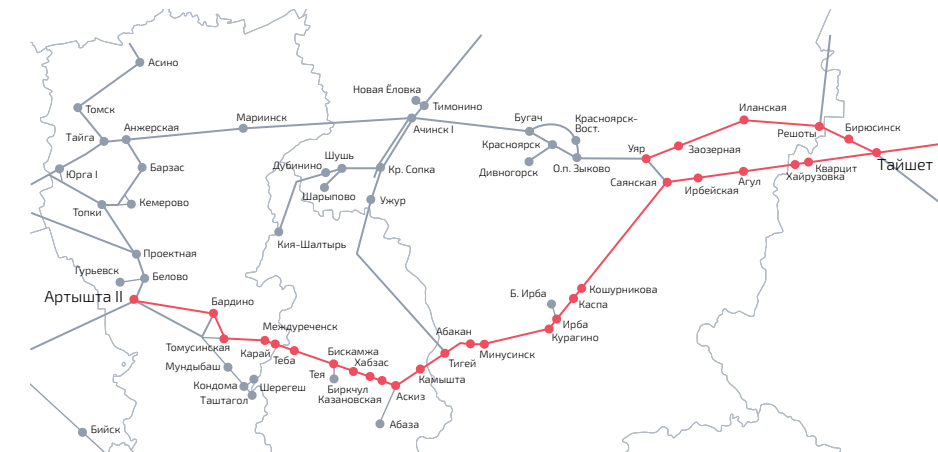 Асино
Новая Ёловка
Тимонино
Томск
Мариинск
Бугач
Красноярск-
Вост.
Иланская
Тайга
Анжерская
Ачинск I
Решоты
Бирюсинск
Красноярск
Уяр
Заозерная
Юрга I
Барзас
Дубинино
Шушь
Кр. Сопка
Дивногорск
О.п. Зыково
Тайшет
Саянская
Ирбейская
Агул
Хайрузовка
Кварцит
Шарыпово
Ужур
Топки
Кемерово
Кия-Шалтырь
Проектная
Гурьевск
Белово
Артышта II
Бардино
Б. Ирба
Кошурникова
Каспа
Ирба
Курагино
Междуреченск
Абакан
Томусинская
Карай
Теба
Бискамжа
Хабзас
Тигей
Минусинск
Мундыбаш
Тея
Камышта
Кондома
Шерегеш
Биркчул
Казановская
Аскиз
Таштагол
Абаза
Бийск